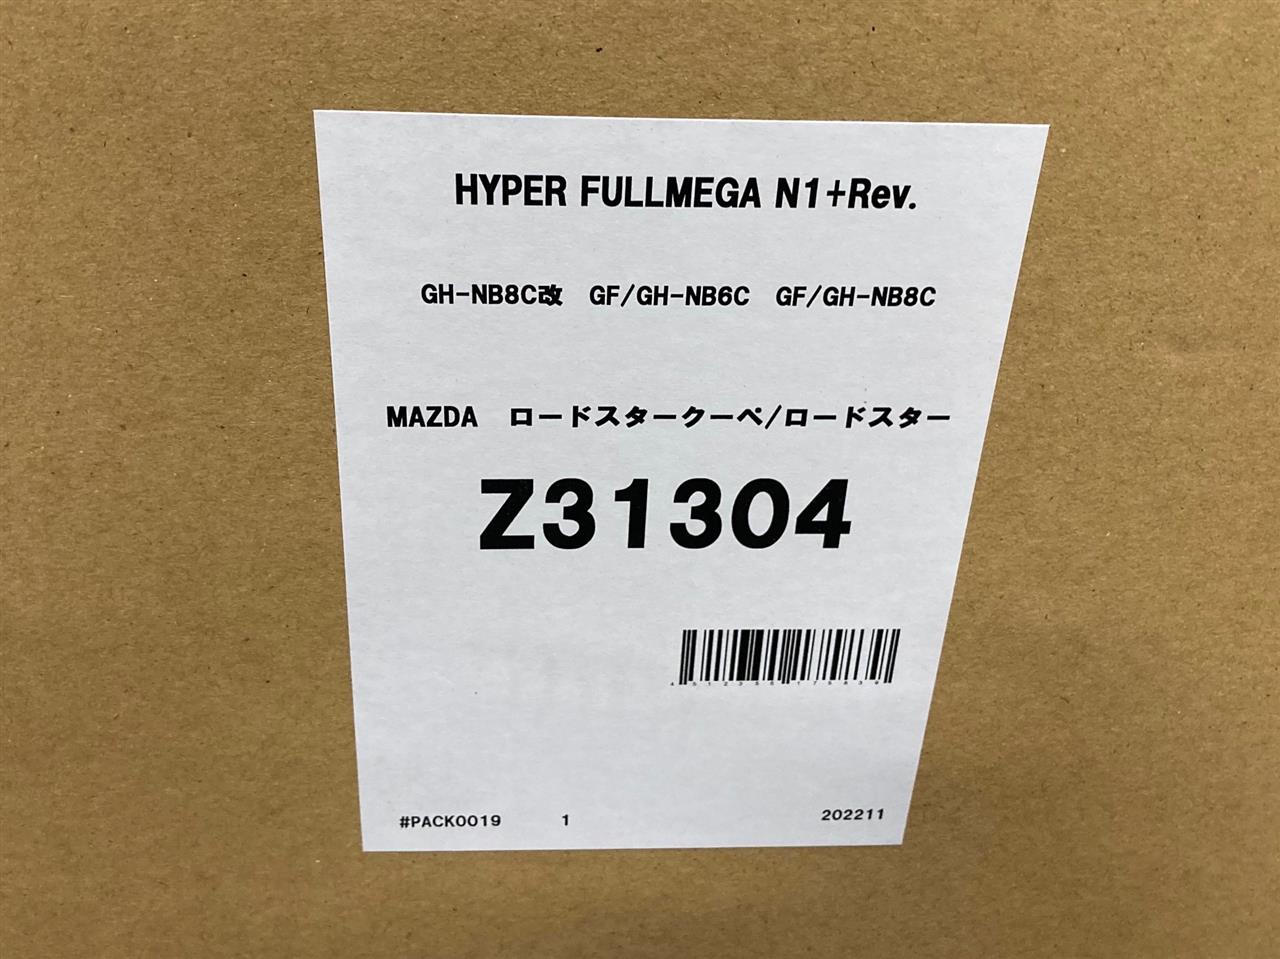 HYPER FULLMEGA N1+Rev.
GH-NB8C改　GF/GH-NB6C　GF/GH-NB8C
MAZDA　ロードスタークーペ/ロードスター
Z31304
#PACK0019 1 202211